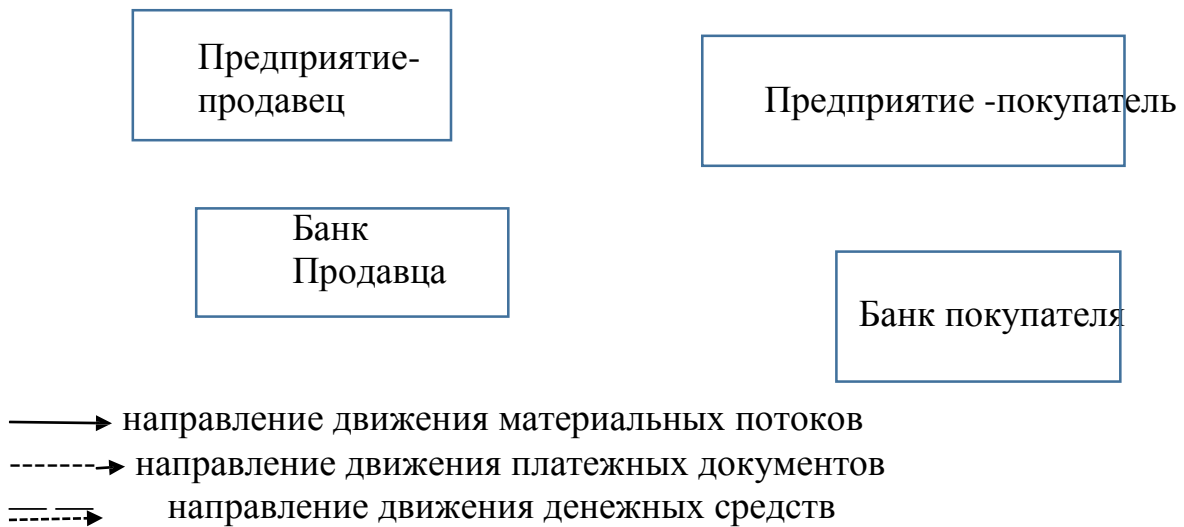 Предприятие-
продавец
Предприятие -покупатель
Банк
Продавца
Банк покупателя
направление движения материальных потоков
направление движения платежных документов
направление движения денежных средств